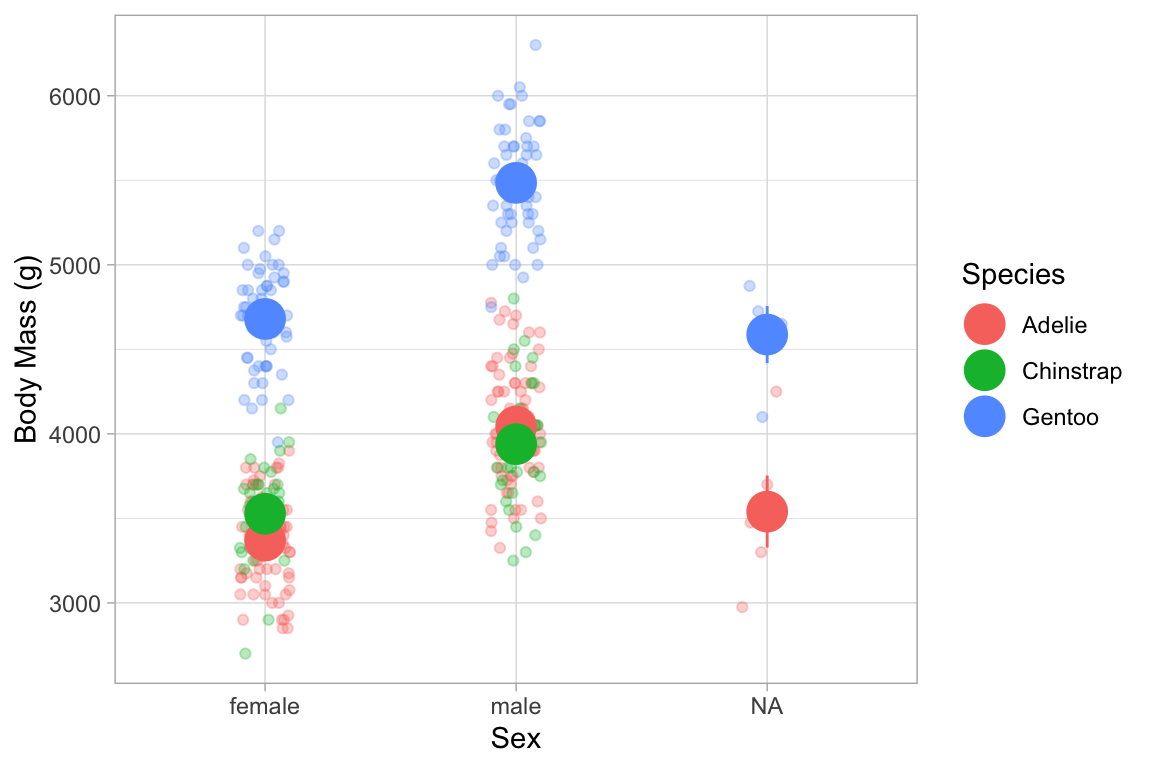 6000
5000
4000
3000
Body Mass (g)
female
male
NA
Sex
Species
Adelie
Chinstrap
Gentoo